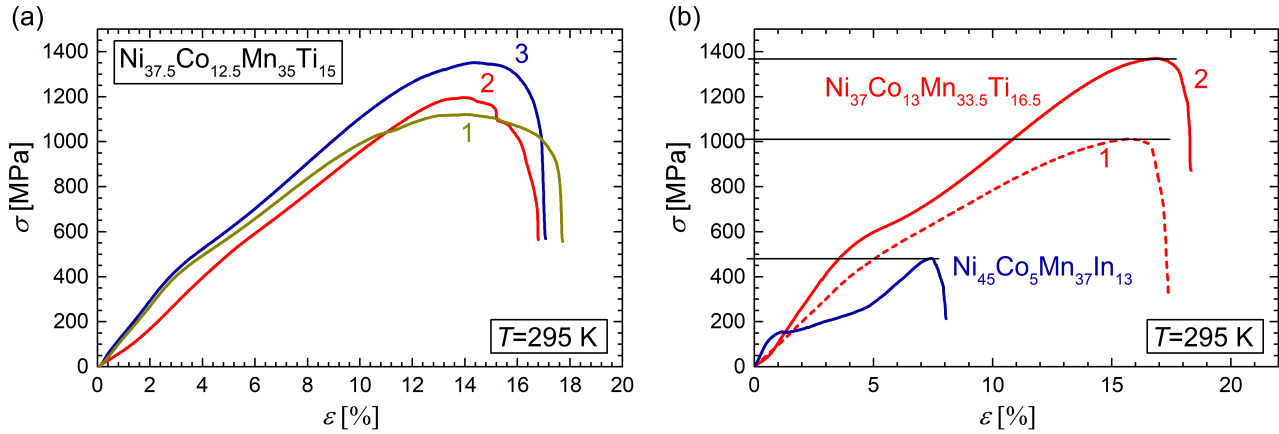 (a)
Ni37.5Co12.5Mn35Ti15
3
2
1
T=295 K
σ [MPa]
1400
1200
1000
800
600
400
200
0
0 2 4 6 8 10 12 14 16 18 20
ε [%]
(b)
Ni37Co13Mn33.5Ti16.5
2
1
Ni45Co5Mn37In13
T=295 K
σ [MPa]
1400
1200
1000
800
600
400
200
0
0 5 10 15 20
ε [%]